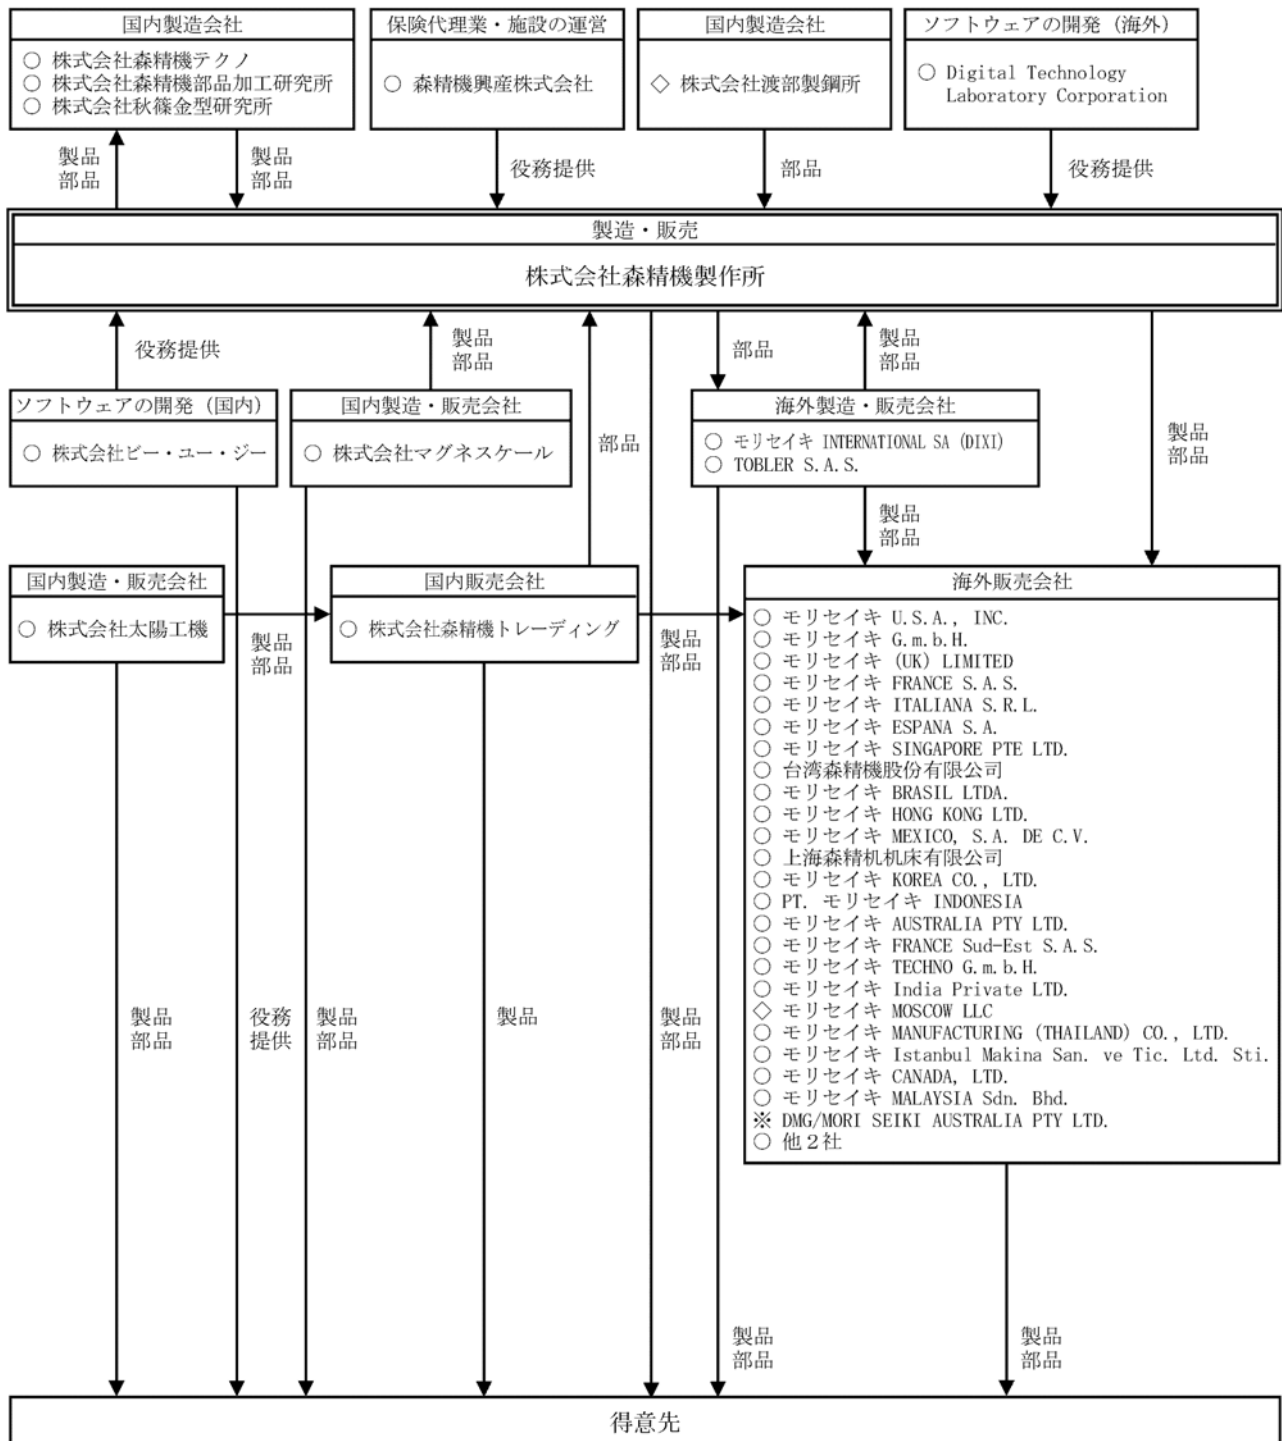 国内製造会社
○ 株式会社森精機テクノ
○ 株式会社森精機部品加工研究所
○ 株式会社秋篠金型研究所
保険代理業・施設の運営
○ 森精機興産株式会社
国内製造会社
◇ 株式会社渡部製鋼所
ソフトウェアの開発（海外）
○ Digital Technology
Laboratory Corporation
製品
部品
製品
部品
役務提供
部品
役務提供
製造・販売
株式会社森精機製作所
役務提供
製品
部品
部品
部品
製品
部品
製品
部品
ソフトウェアの開発（国内）
○ 株式会社ビー・ユー・ジー
国内製造・販売会社
○ 株式会社マグネスケール
海外製造・販売会社
○ モリセイキ INTERNATIONAL SA (DIXI)
○ TOBLER S.A.S.
製品
部品
国内製造・販売会社
○ 株式会社太陽工機
製品
部品
国内販売会社
○ 株式会社森精機トレーディング
製品
部品
海外販売会社
○ モリセイキ U.S.A., INC.
○ モリセイキ G.m.b.H.
○ モリセイキ (UK) LIMITED
○ モリセイキ FRANCE S.A.S.
○ モリセイキ ITALIANA S.R.L.
○ モリセイキ ESPANA S.A.
○ モリセイキ SINGAPORE PTE LTD.
○ 台湾森精機股份有限公司
○ モリセイキ BRASIL LTDA.
○ モリセイキ HONG KONG LTD.
○ モリセイキ MEXICO, S.A. DE C.V.
○ 上海森精机机床有限公司
○ モリセイキ KOREA CO., LTD.
○ PT. モリセイキ INDONESIA
○ モリセイキ AUSTRALIA PTY LTD.
○ モリセイキ FRANCE Sud-Est S.A.S.
○ モリセイキ TECHNO G.m.b.H.
○ モリセイキ India Private LTD.
◇ モリセイキ MOSCOW LLC
○ モリセイキ MANUFACTURING (THAILAND) CO., LTD.
○ モリセイキ Istanbul Makina San. ve Tic. Ltd. Sti.
○ モリセイキ CANADA, LTD.
○ モリセイキ MALAYSIA Sdn. Bhd.
※ DMG/MORI SEIKI AUSTRALIA PTY LTD.
○ 他２社
製品
部品
役務
提供
製品
部品
製品
製品
部品
製品
部品
製品
部品
得意先